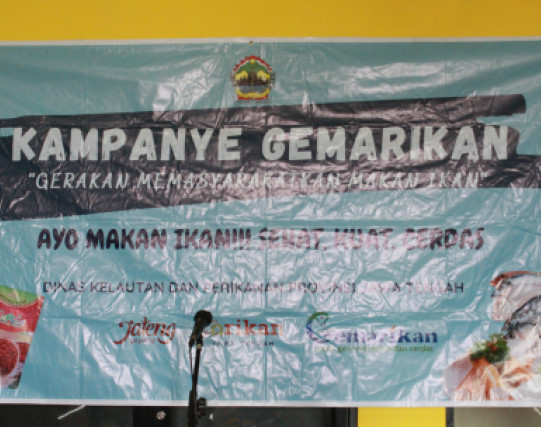 KAMPANYE GEMARIKAN
"GERAKAN MEMASYARAKATKAN MAKAN IKAN"
AYO MAKAN IKAN!!! SEHAT, KUAT, CERDAS
DINAS KELAUTAN DAN PERIKANAN PROVINSI JAWA TENGAH
Jateng
Gemarikan